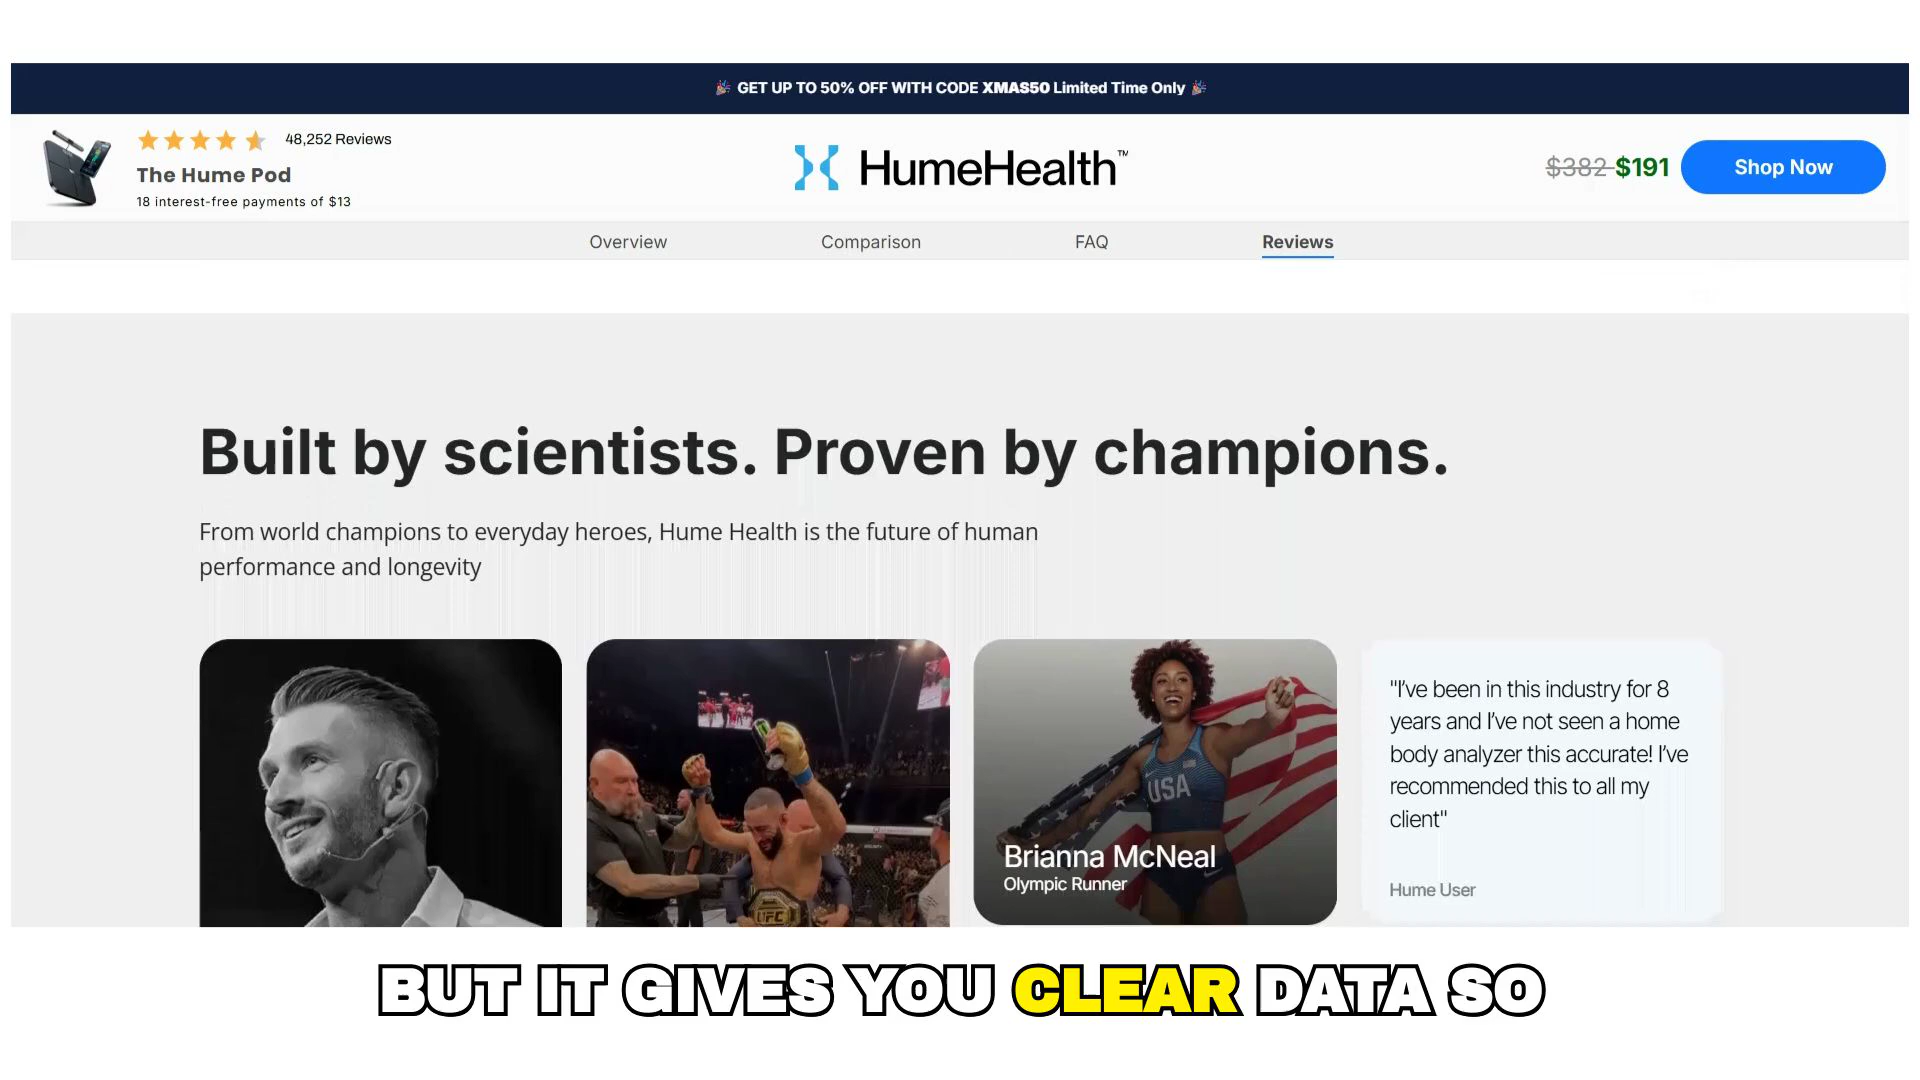 🎉 GET UP TO 50% OFF WITH CODE XMAS50 Limited Time Only 🎉
48,252 Reviews
The Hume Pod
18 interest-free payments of $13
HumeHealth™
$382 $191
Shop Now
Overview
Comparison
FAQ
Reviews
Built by scientists. Proven by champions.
From world champions to everyday heroes, Hume Health is the future of human
performance and longevity
USA
UFC
Brianna McNeal
Olympic Runner
"I've been in this industry for 8
years and I've not seen a home
body analyzer this accurate! I've
recommended this to all my
client"
Hume User
BUT IT GIVES YOU CLEAR DATA SO